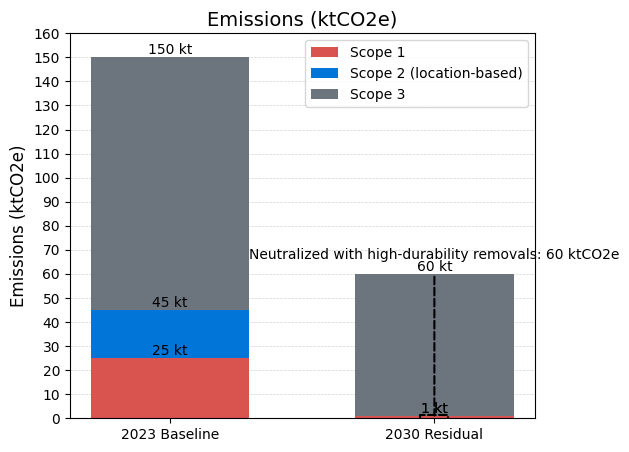 Emissions (ktCO2e)
Scope 1
Scope 2 (location-based)
Scope 3
Emissions (ktCO2e)
160
150
140
130
120
110
100
90
80
70
60
50
40
30
20
10
0
150 kt
45 kt
25 kt
Neutralized with high-durability removals: 60 ktCO2e
60 kt
1 kt
2023 Baseline
2030 Residual